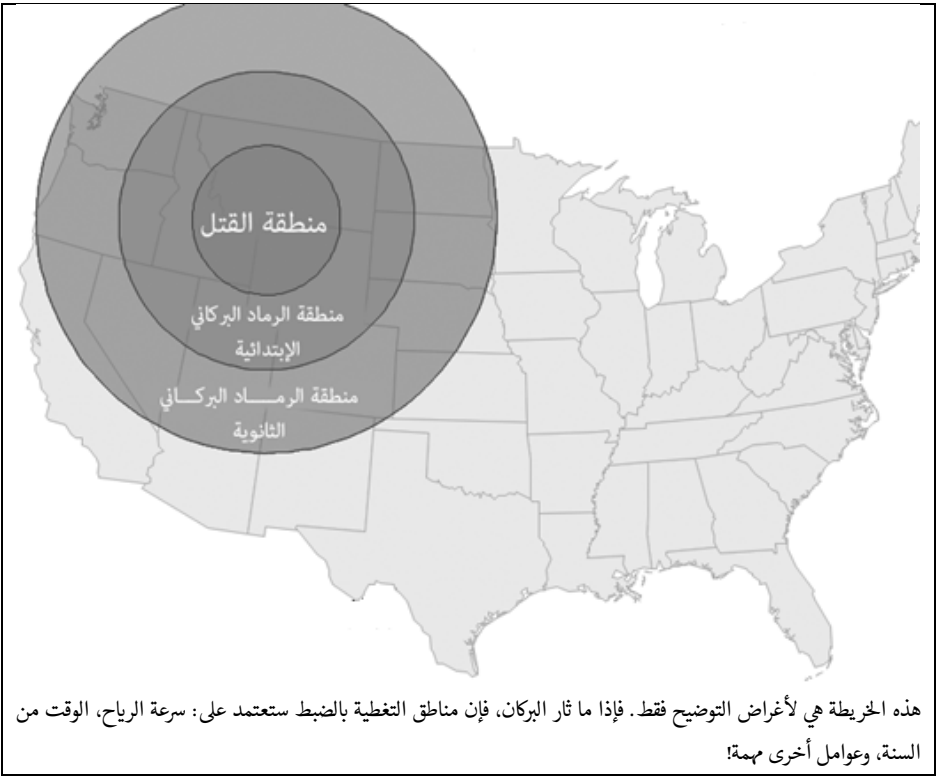 منطقة القتل
منطقة الرماد البركاني
الإبتدائية
منطقة الرمـــاد البركـــاني
الثانوية
هذه الخريطة هي لأغراض التوضيح فقط. فإذا ما ثار البركان، فإن مناطق التغطية بالضبط ستعتمد على: سرعة الرياح، الوقت من
السنة، وعوامل أخرى مهمة!